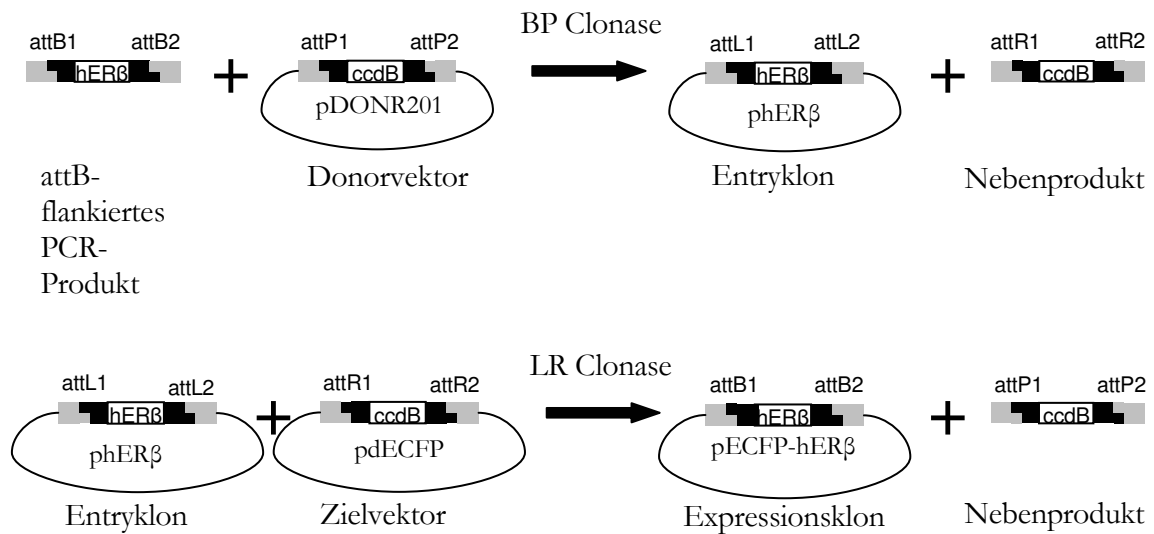 BP Clonase
attB1 attB2 attP1 attP2 attL1 attL2 attR1 attR2
hERβ + ccdB hERβ + ccdB
pDONR201 phERβ
attB- Donorvektor Entryklon Nebenprodukt
flankiertes
PCR-
Produkt
LR Clonase
attL1 attL2 attR1 attR2 attB1 attB2 attP1 attP2
hERβ + ccdB hERβ + ccdB
phERβ pdECFP pECFP-hERβ
Entryklon Zielvektor Expressionsklon Nebenprodukt